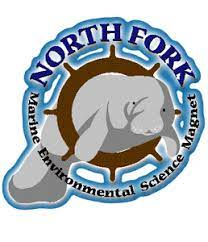 NORTH FORK
Marine Environmental Science Magnet